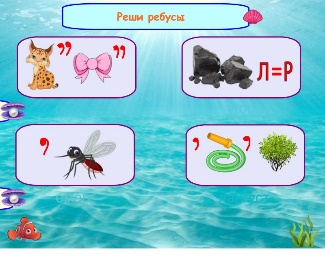 Реши ребусы
,,
,,
Л=Р
,
,
,